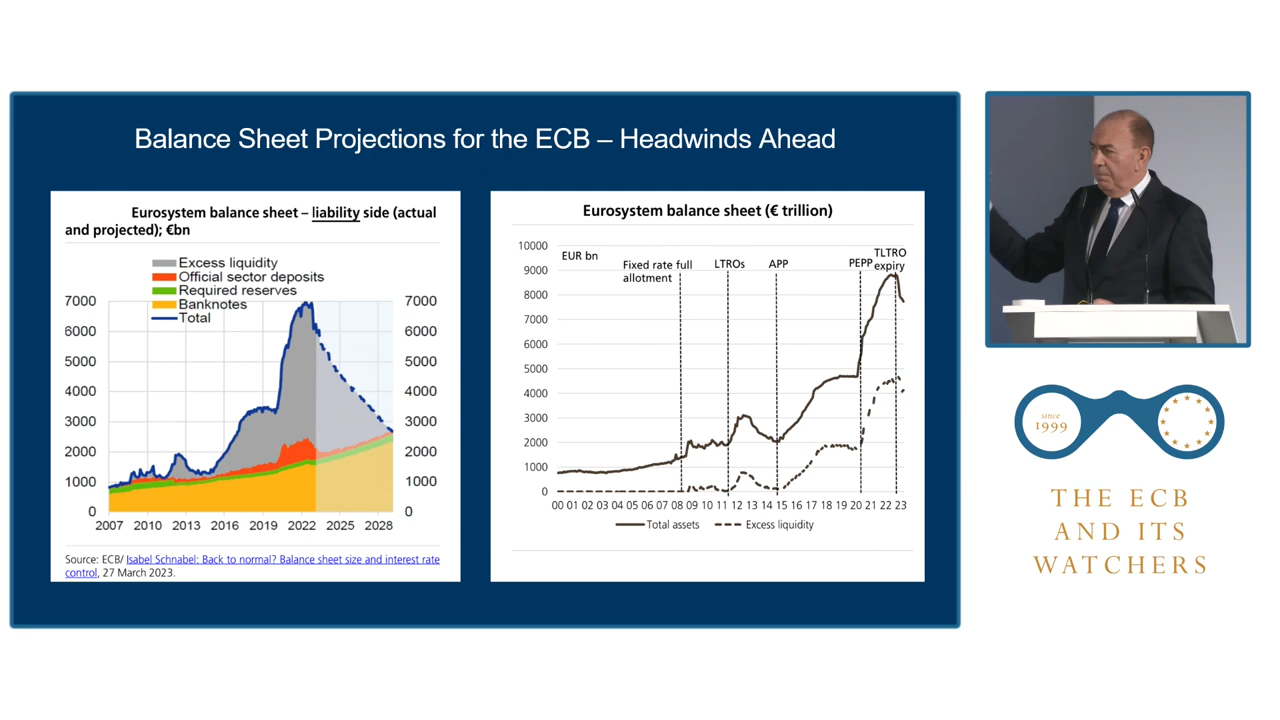 Balance Sheet Projections for the ECB – Headwinds Ahead
Eurosystem balance sheet – liability side (actual
and projected); €bn
Excess liquidity
Official sector deposits
Required reserves
Banknotes
Total
7000 7000
6000 6000
5000 5000
4000 4000
3000 3000
2000 2000
1000 1000
0 0
2007 2010 2013 2016 2019 2022 2025 2028
Source: ECB/ Isabel Schnabel: Back to normal? Balance sheet size and interest rate
control, 27 March 2023.
Eurosystem balance sheet (€ trillion)
EUR bn
Fixed rate full
allotment
LTROs
APP
PEPP
TLTRO
expiry
10000
9000
8000
7000
6000
5000
4000
3000
2000
1000
0
00 01 02 03 04 05 06 07 08 09 10 11 12 13 14 15 16 17 18 19 20 21 22 23
Total assets Excess liquidity
since
1999
THE ECB
AND ITS
WATCHERS